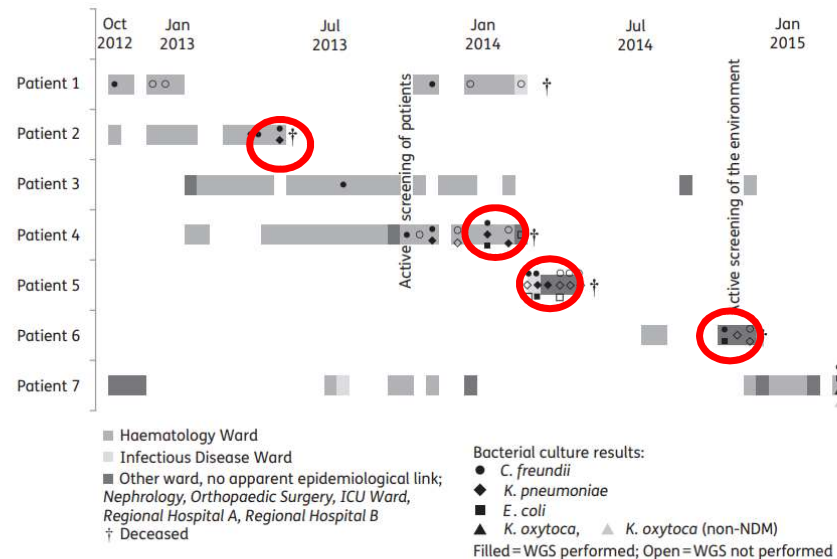 Oct Jan Jul Jan Jul Jan
2012 2013 2013 2014 2014 2015
Patient 1 †
Patient 2 †
Patient 3
Patient 4 †
Patient 5 †
Patient 6 †
Patient 7
Active screening of patients
Active screening of the environment
Haematology Ward
Infectious Disease Ward
Other ward, no apparent epidemiological link;
Nephrology, Orthopaedic Surgery, ICU Ward,
Regional Hospital A, Regional Hospital B
† Deceased
Bacterial culture results:
C. freundii
K. pneumoniae
E. coli
K. oxytoca, K. oxytoca (non-NDM)
Filled = WGS performed; Open = WGS not performed